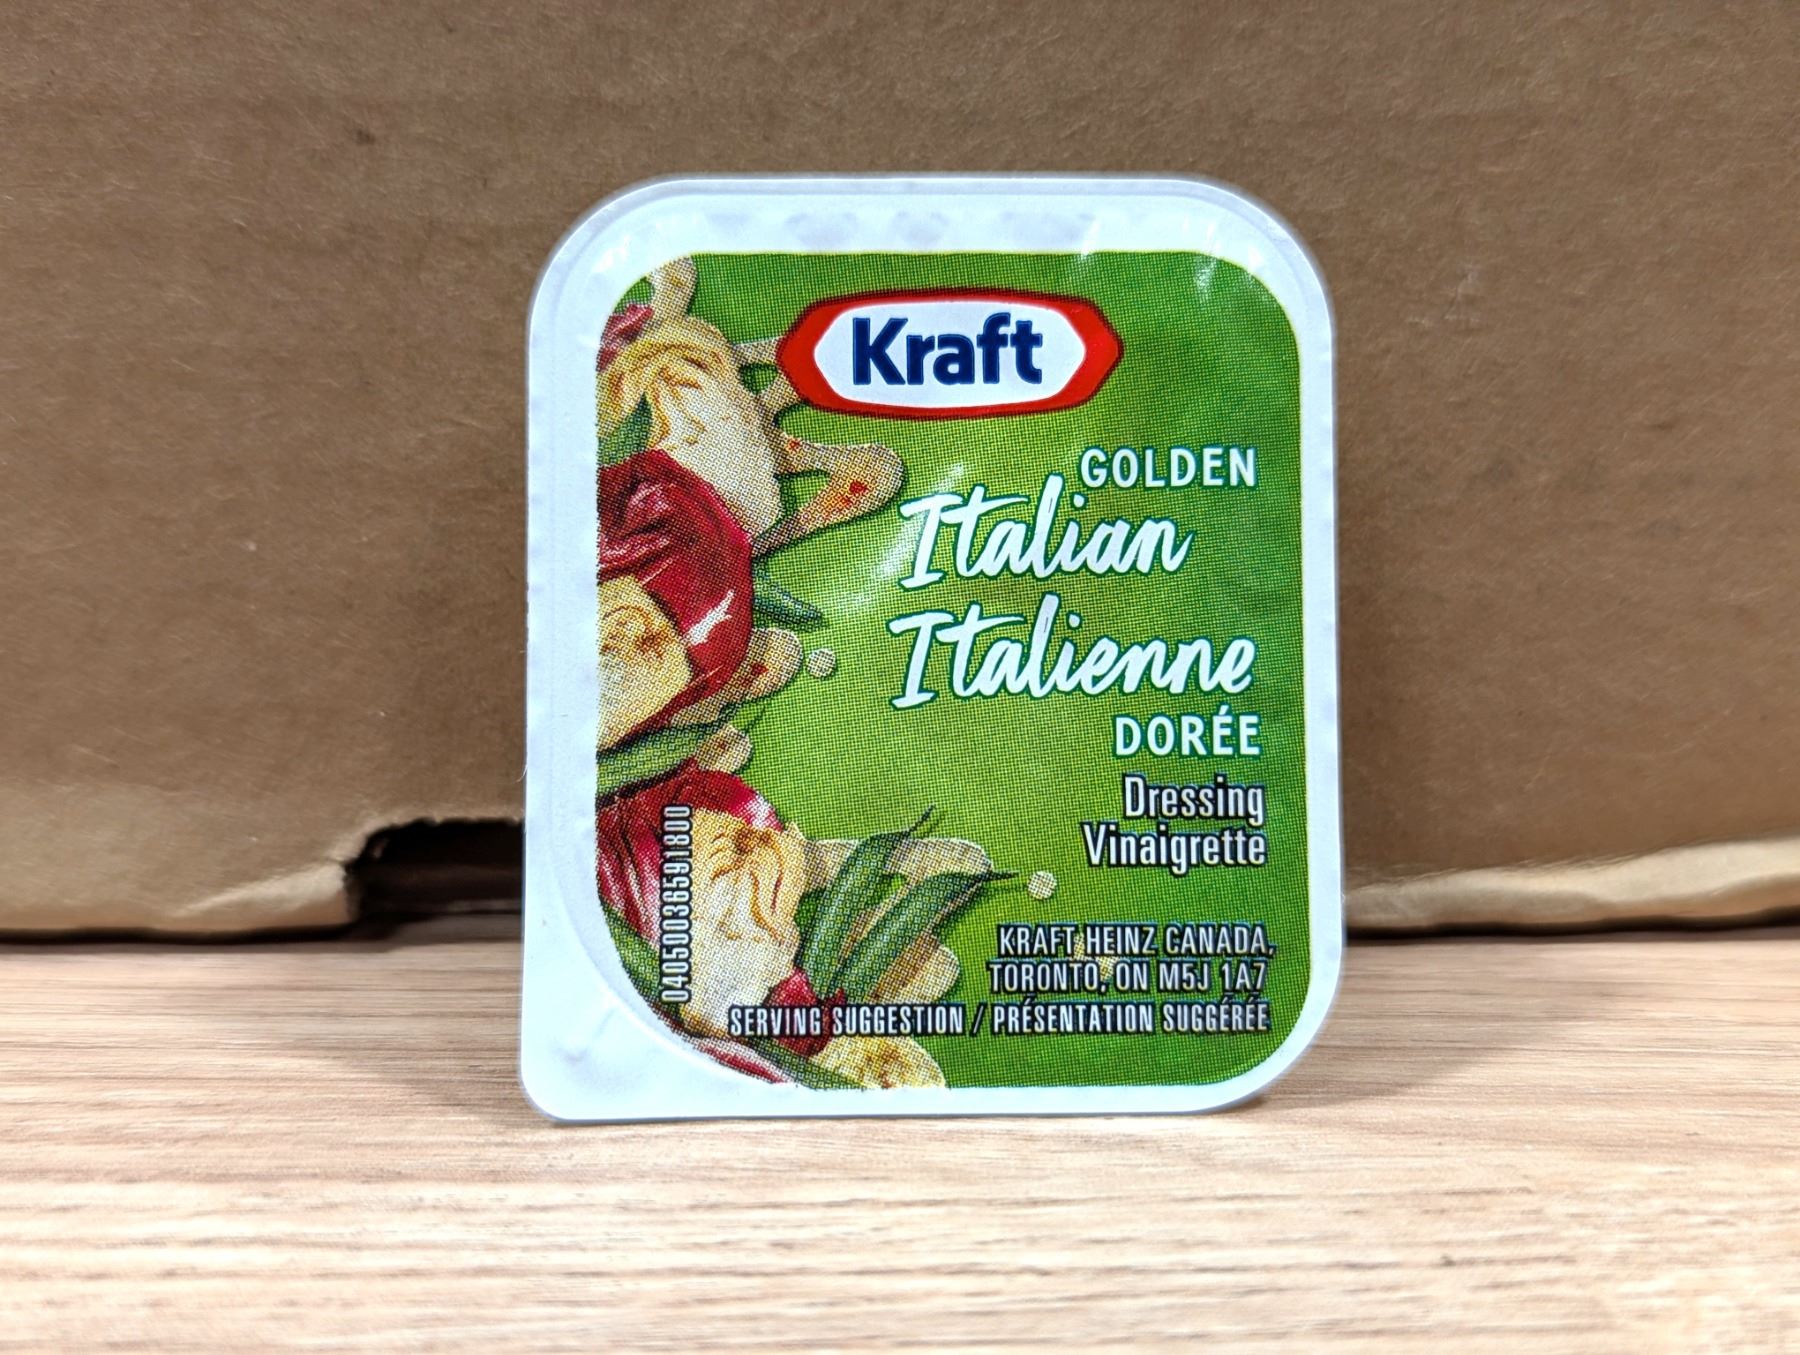 Kraft
GOLDEN
Italian
Italienne
DORÉE
Dressing
Vinaigrette
KRAFT HEINZ CANADA,
TORONTO, ON M5J 1A7
SERVING SUGGESTION / PRÉSENTATION SUGGÉRÉE
04050036591800